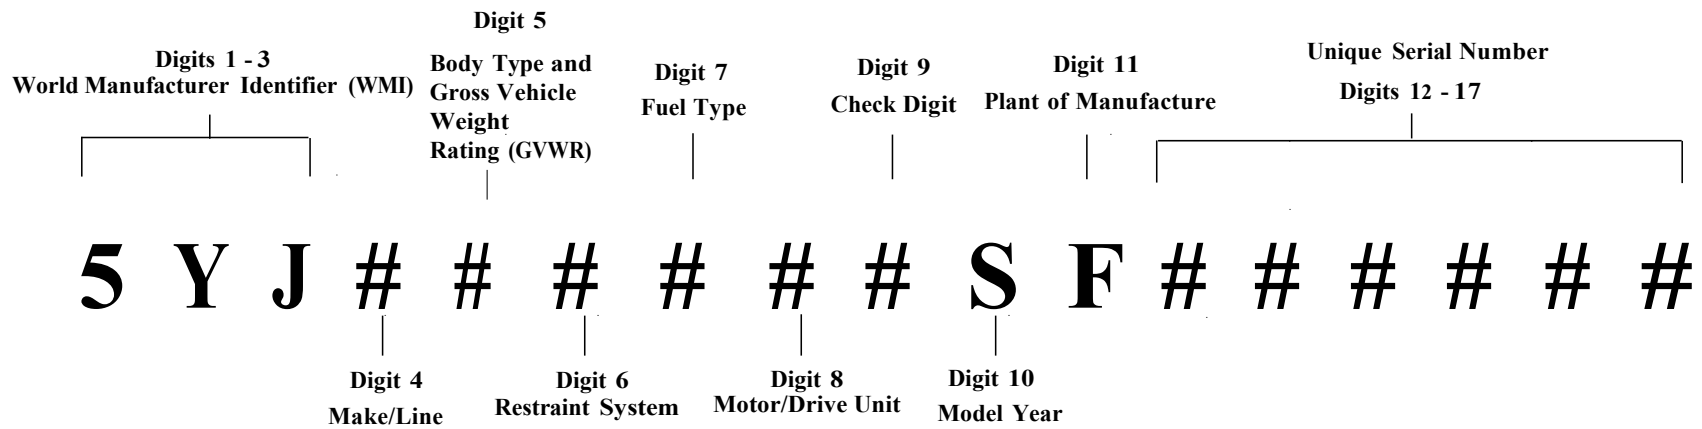 Digits 1 - 3
World Manufacturer Identifier (WMI)
Digit 5
Body Type and
Gross Vehicle
Weight
Rating (GVWR)
Digit 7
Fuel Type
Digit 9
Check Digit
Digit 11
Plant of Manufacture
Unique Serial Number
Digits 12 - 17
5 Y J # # # # # # S F # # # # # #
Digit 4
Make/Line
Digit 6
Restraint System
Digit 8
Motor/Drive Unit
Digit 10
Model Year